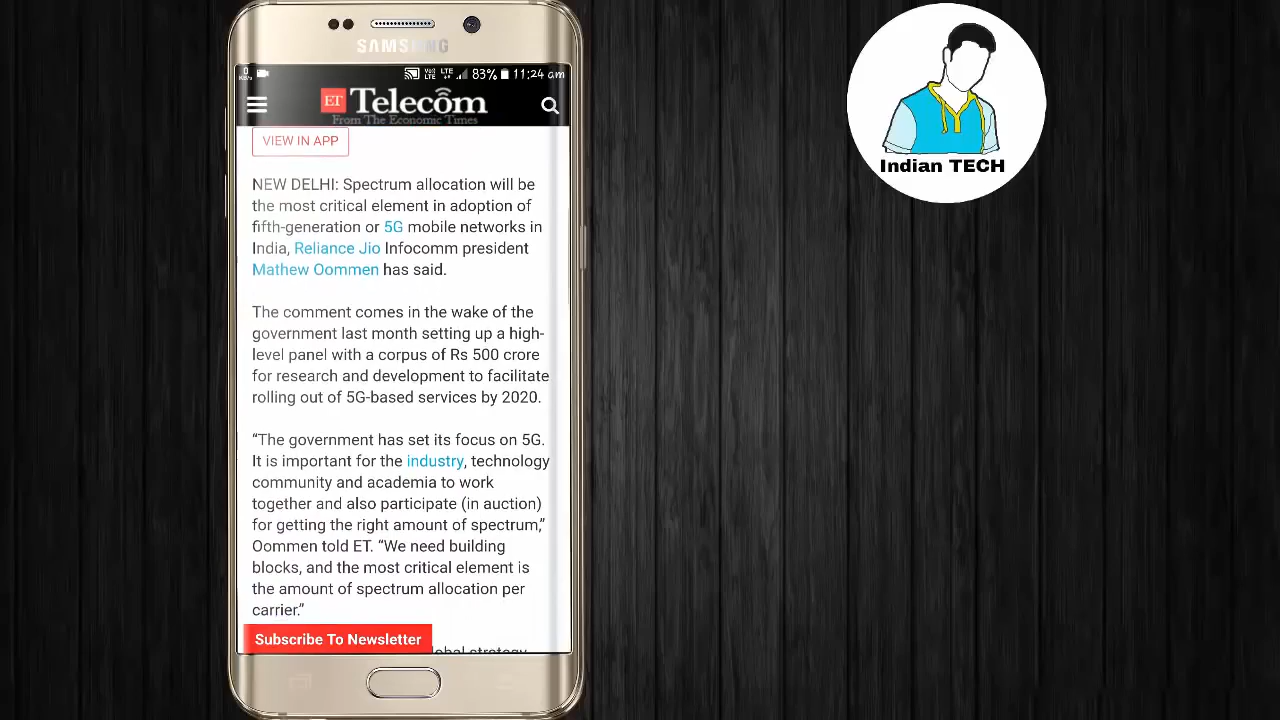 SAMSUNG
0
KB/s
VoD
LTE
LTE
83%
11:24 am
ET Telecom
From The Economic Times
VIEW IN APP
NEW DELHI: Spectrum allocation will be
the most critical element in adoption of
fifth-generation or 5G mobile networks in
India, Reliance Jio Infocomm president
Mathew Oommen has said.
The comment comes in the wake of the
government last month setting up a high-
level panel with a corpus of Rs 500 crore
for research and development to facilitate
rolling out of 5G-based services by 2020.
“The government has set its focus on 5G.
It is important for the industry, technology
community and academia to work
together and also participate (in auction)
for getting the right amount of spectrum,”
Oommen told ET. “We need building
blocks, and the most critical element is
the amount of spectrum allocation per
carrier.”
Subscribe To Newsletter
strategy
Indian TECH